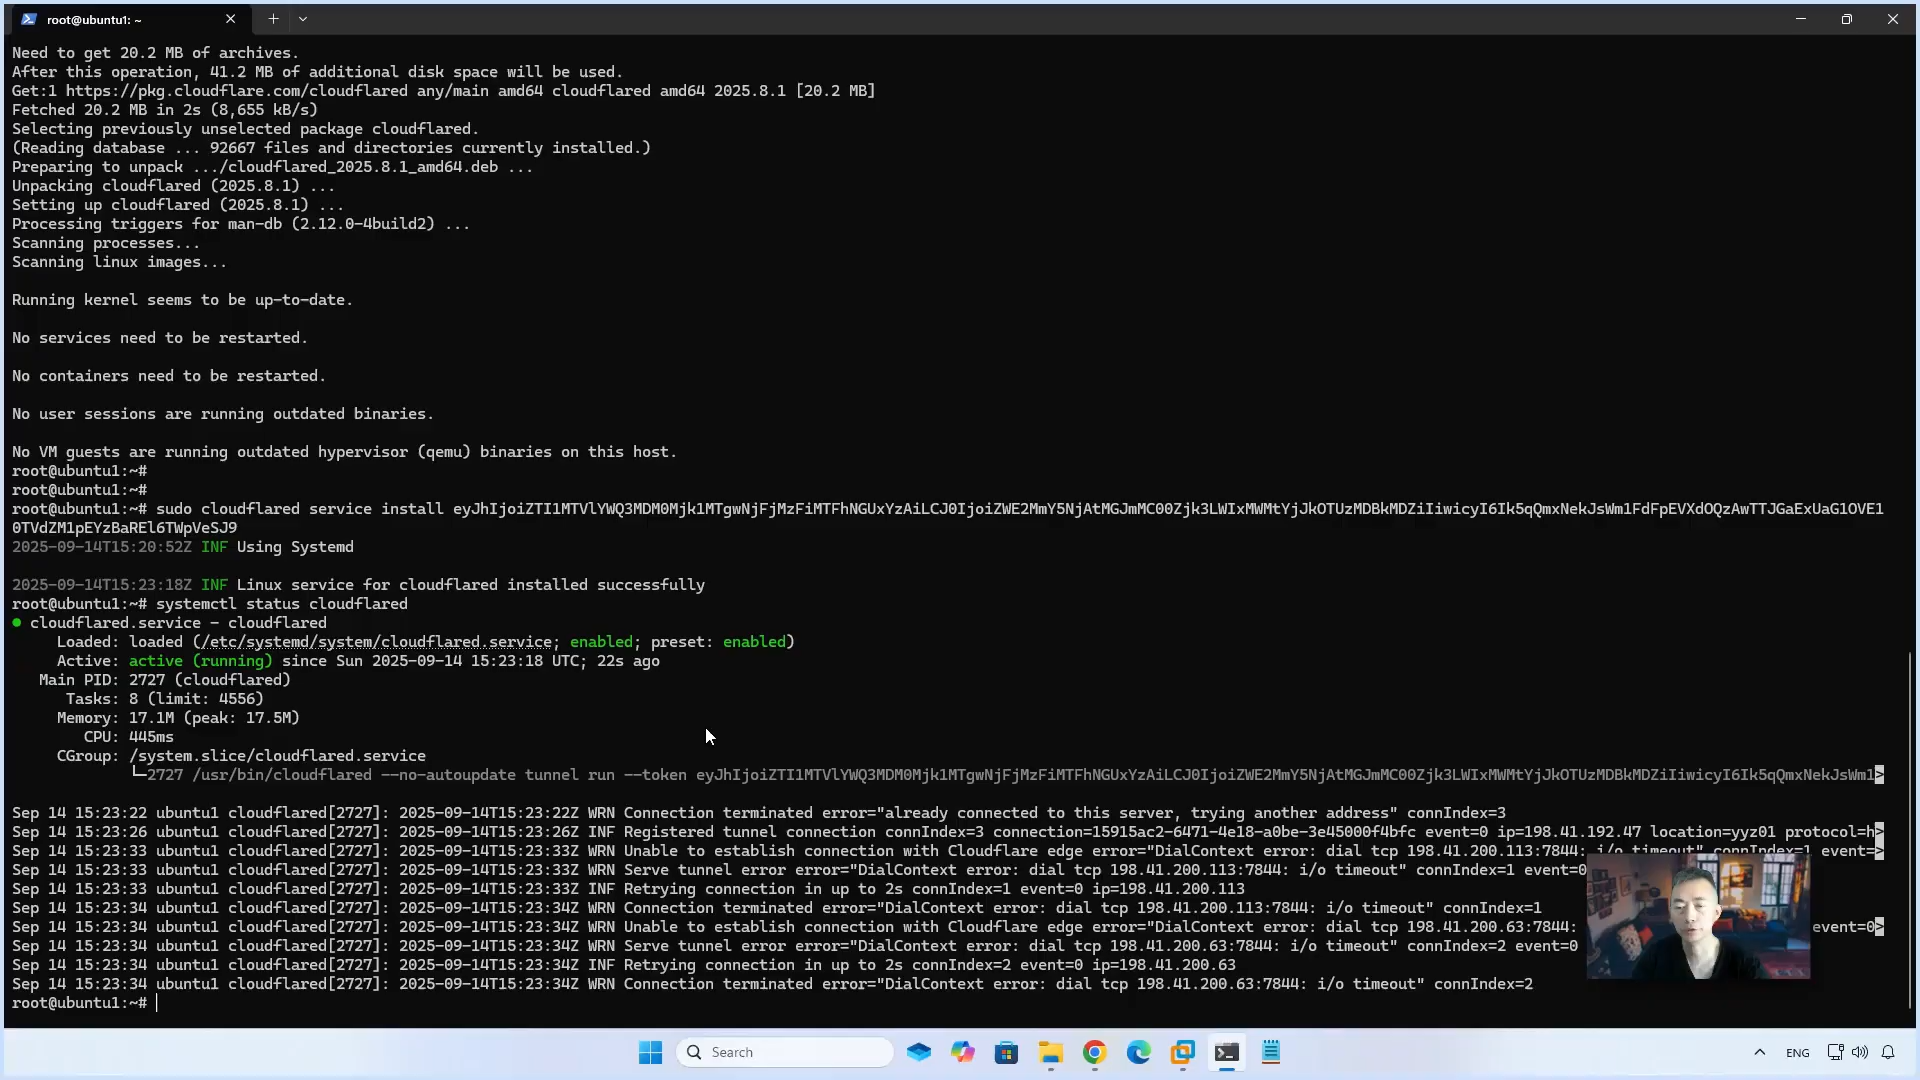 root@ubuntu1: ~
Need to get 20.2 MB of archives.
After this operation, 41.2 MB of additional disk space will be used.
Get:1 https://pkg.cloudflare.com/cloudflared any/main amd64 cloudflared amd64 2025.8.1 [20.2 MB]
Fetched 20.2 MB in 2s (8,655 kB/s)
Selecting previously unselected package cloudflared.
(Reading database ... 92667 files and directories currently installed.)
Preparing to unpack .../cloudflared_2025.8.1_amd64.deb ...
Unpacking cloudflared (2025.8.1) ...
Setting up cloudflared (2025.8.1) ...
Processing triggers for man-db (2.12.0-4build2) ...
Scanning processes...
Scanning linux images...
Running kernel seems to be up-to-date.
No services need to be restarted.
No containers need to be restarted.
No user sessions are running outdated binaries.
No VM guests are running outdated hypervisor (qemu) binaries on this host.
root@ubuntu1:~#
root@ubuntu1:~#
root@ubuntu1:~# sudo cloudflared service install
2025-09-14T15:20:52Z INF Using Systemd
2025-09-14T15:23:18Z INF Linux service for cloudflared installed successfully
root@ubuntu1:~# systemctl status cloudflared
● cloudflared.service - cloudflared
Loaded: loaded (/etc/systemd/system/cloudflared.service; enabled; preset: enabled)
Active: active (running) since Sun 2025-09-14 15:23:18 UTC; 22s ago
Main PID: 2727 (cloudflared)
Tasks: 8 (limit: 4556)
Memory: 17.1M (peak: 17.5M)
CPU: 445ms
CGroup: /system.slice/cloudflared.service
└─2727 /usr/bin/cloudflared --no-autoupdate tunnel run --token
Sep 14 15:23:22 ubuntu1 cloudflared[2727]: 2025-09-14T15:23:22Z WRN Connection terminated error="already connected to this server, trying another address" connIndex=3
Sep 14 15:23:26 ubuntu1 cloudflared[2727]: 2025-09-14T15:23:26Z INF Registered tunnel connection connIndex=3 connection=15915ac2-6471-4e18-a0be-3e45000f4bfc event=0 ip=198.41.192.47 location=yyz01 protocol=h>
Sep 14 15:23:33 ubuntu1 cloudflared[2727]: 2025-09-14T15:23:33Z WRN Unable to establish connection with Cloudflare edge error="DialContext error: dial tcp 198.41.200.113:7844: i/o timeout" connIndex=1 event=>
Sep 14 15:23:33 ubuntu1 cloudflared[2727]: 2025-09-14T15:23:33Z WRN Serve tunnel error error="DialContext error: dial tcp 198.41.200.113:7844: i/o timeout" connIndex=1 event=0
Sep 14 15:23:33 ubuntu1 cloudflared[2727]: 2025-09-14T15:23:33Z INF Retrying connection in up to 2s connIndex=1 event=0 ip=198.41.200.113
Sep 14 15:23:34 ubuntu1 cloudflared[2727]: 2025-09-14T15:23:34Z WRN Connection terminated error="DialContext error: dial tcp 198.41.200.113:7844: i/o timeout" connIndex=1
Sep 14 15:23:34 ubuntu1 cloudflared[2727]: 2025-09-14T15:23:34Z WRN Unable to establish connection with Cloudflare edge error="DialContext error: dial tcp 198.41.200.63:7844: event=0>
Sep 14 15:23:34 ubuntu1 cloudflared[2727]: 2025-09-14T15:23:34Z WRN Serve tunnel error error="DialContext error: dial tcp 198.41.200.63:7844: i/o timeout" connIndex=2 event=0
Sep 14 15:23:34 ubuntu1 cloudflared[2727]: 2025-09-14T15:23:34Z INF Retrying connection in up to 2s connIndex=2 event=0 ip=198.41.200.63
Sep 14 15:23:34 ubuntu1 cloudflared[2727]: 2025-09-14T15:23:34Z WRN Connection terminated error="DialContext error: dial tcp 198.41.200.63:7844: i/o timeout" connIndex=2
root@ubuntu1:~#
Search
ENG